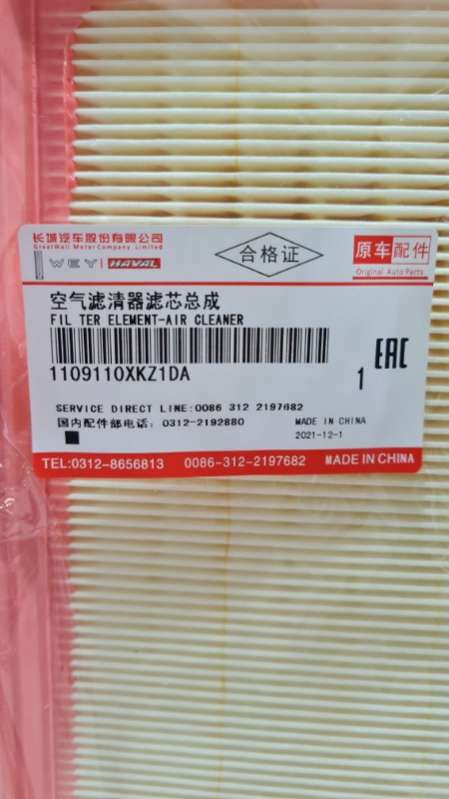 长城汽车股份有限公司
GreatWall Motor Company Limited
WEY HAVAL
合格证
原车配件
Original Auto Parts
空气滤清器滤芯总成
FIL TER ELEMENT-AIR CLEANER
1109110XKZ1DA
1
EAC
SERVICE DIRECT LINE:0086 312 2197682
国内配件部电话: 0312-2192880
MADE IN CHINA
2021-12-1
TEL:0312-8656813 0086-312-2197682 MADE IN CHINA